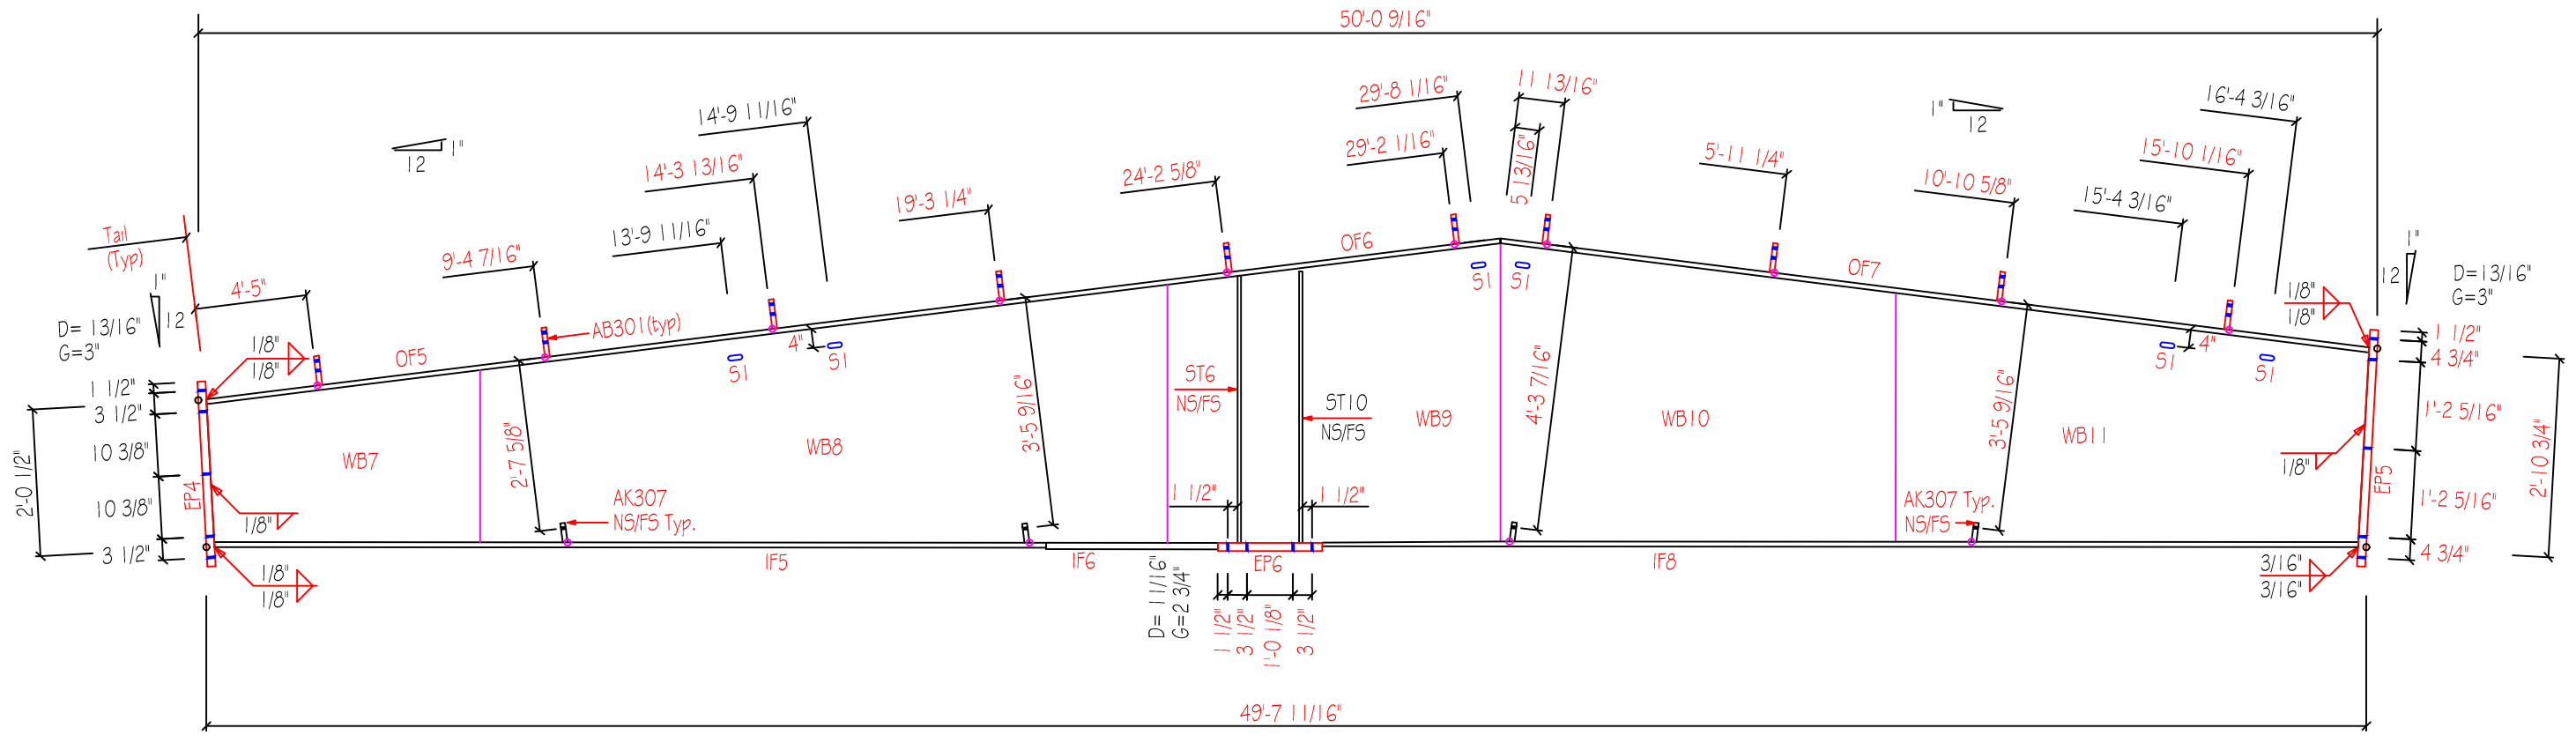 50'-0 9/16"
29'-8 1/16"
11 13/16"
29'-2 1/16"
5 13/16"
14'-9 11/16"
14'-3 13/16"
13'-9 11/16"
12
1"
24'-2 5/8"
19'-3 1/4"
9'-4 7/16"
4'-5"
Tail
(Typ)
1"
12
5'-11 1/4"
10'-10 5/8"
16'-4 3/16"
15'-10 1/16"
15'-4 3/16"
1"
12
1"
12
D=13/16"
G=3"
D= 13/16"
G=3"
1/8"
1/8"
OF5
AB301(typ)
OF6
OF7
S1
4"
S1
S1
S1
S1
4"
S1
1/8"
1/8"
1 1/2"
3 1/2"
10 3/8"
10 3/8"
3 1/2"
2'-0 1/2"
EP4
1/8"
1/8"
1/8"
WB7
2'-7 5/8"
WB8
3'-5 9/16"
ST6
NS/FS
ST10
NS/FS
WB9
4'-3 7/16"
WB10
3'-5 9/16"
WB11
1 1/2"
4 3/4"
1'-2 5/16"
1'-2 5/16"
4 3/4"
2'-10 3/4"
EP5
1/8"
AK307
NS/FS Typ.
1 1/2"
1 1/2"
AK307 Typ.
NS/FS
IF5
IF6
EP6
IF8
3/16"
3/16"
D= 11/16"
G=2 3/4"
1 1/2"
3 1/2"
1'-0 1/8"
3 1/2"
49'-7 11/16"